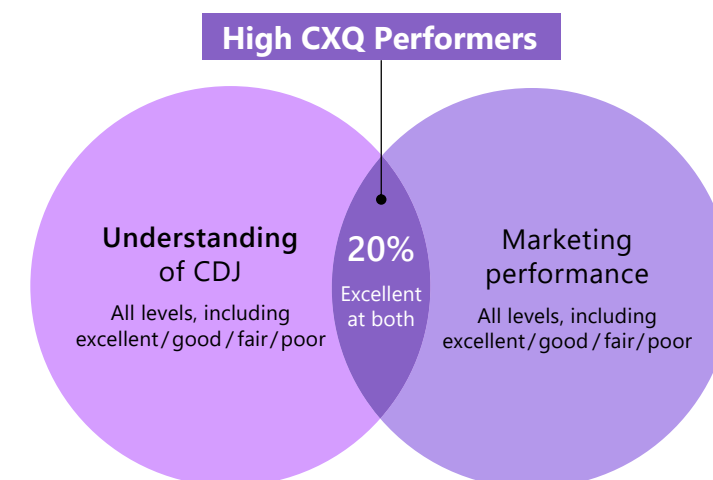 High CXQ Performers
Understanding
of CDJ
All levels, including
excellent/good/fair/poor
20%
Excellent
at both
Marketing
performance
All levels, including
excellent/good/fair/poor